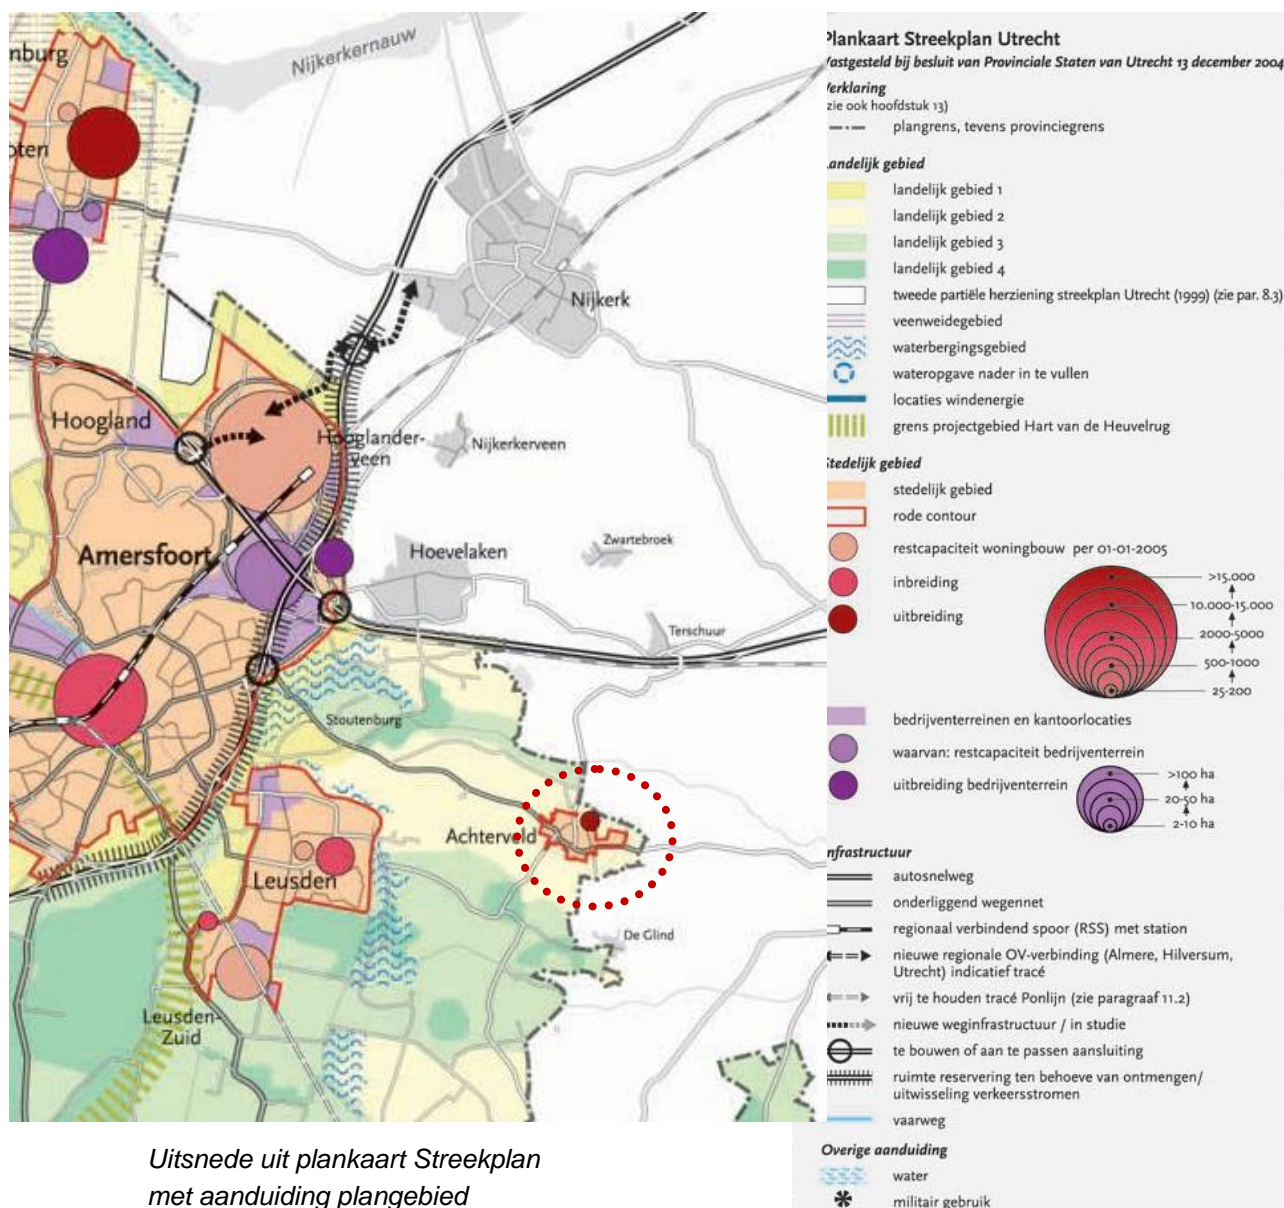 nburg
oten
Nijkerkernauw
Nijkerk
Hoogland
Hooglander-
veen
Nijkerkerveen
Amersfoort
Hoevelaken
Zwartebroek
Terschuur
Stoutenburg
Achterveld
Leusden
De Glind
Leusden-
Zuid
Uitsnede uit plankaart Streekplan
met aanduiding plangebied
Plankaart Streekplan Utrecht
Vastgesteld bij besluit van Provinciale Staten van Utrecht 13 december 2004
Verklaring
(zie ook hoofdstuk 13)
plangrens, tevens provinciegrens
Landelijk gebied
landelijk gebied 1
landelijk gebied 2
landelijk gebied 3
landelijk gebied 4
tweede partiële herziening streekplan Utrecht (1999) (zie par. 8.3)
veenweidegebied
waterbergingsgebied
wateropgave nader in te vullen
locaties windenergie
grens projectgebied Hart van de Heuvelrug
Stedelijk gebied
stedelijk gebied
rode contour
restcapaciteit woningbouw per 01-01-2005
inbreiding
uitbreiding
>15.000
10.000-15.000
2000-5000
500-1000
25-200
bedrijventerreinen en kantoorlocaties
waarvan: restcapaciteit bedrijventerrein
uitbreiding bedrijventerrein
>100 ha
20-50 ha
2-10 ha
nfrastructuur
autosnelweg
onderliggend wegennet
regionaal verbindend spoor (RSS) met station
nieuwe regionale OV-verbinding (Almere, Hilversum,
Utrecht) indicatief tracé
vrij te houden tracé Ponlijn (zie paragraaf 11.2)
nieuwe weginfrastructuur / in studie
te bouwen of aan te passen aansluiting
ruimte reservering ten behoeve van ontmengen/
uitwisseling verkeersstromen
vaarweg
Overige aanduiding
water
militair gebruik